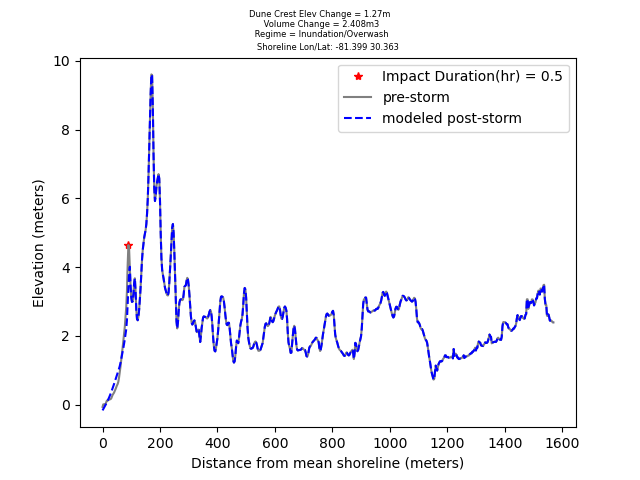 Dune Crest Elev Change = 1.27m
Volume Change = 2.408m3
Regime = Inundation/Overwash
Shoreline Lon/Lat: -81.399 30.363
Impact Duration(hr) = 0.5
pre-storm
modeled post-storm
10
8
6
4
2
0
Elevation (meters)
0 200 400 600 800 1000 1200 1400 1600
Distance from mean shoreline (meters)